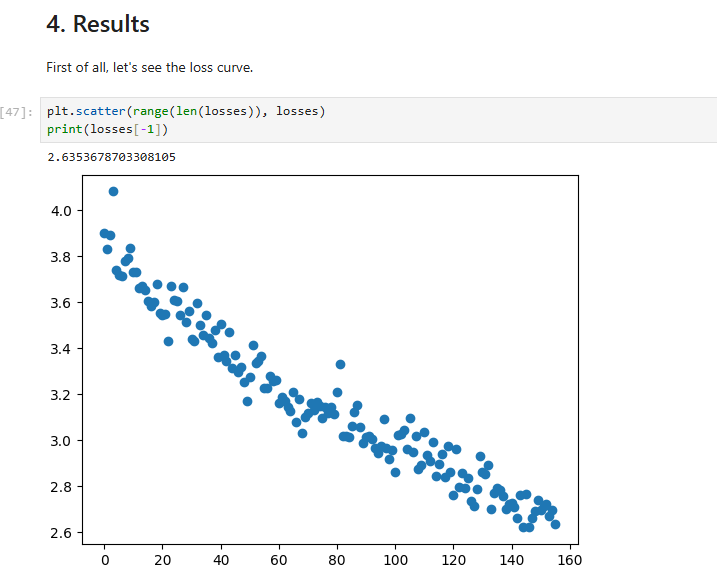 4. Results
First of all, let's see the loss curve.
[47]:
plt.scatter(range(len(losses)), losses)
print(losses[-1])
2.6353678703308105
4.0
3.8
3.6
3.4
3.2
3.0
2.8
2.6
0 20 40 60 80 100 120 140 160